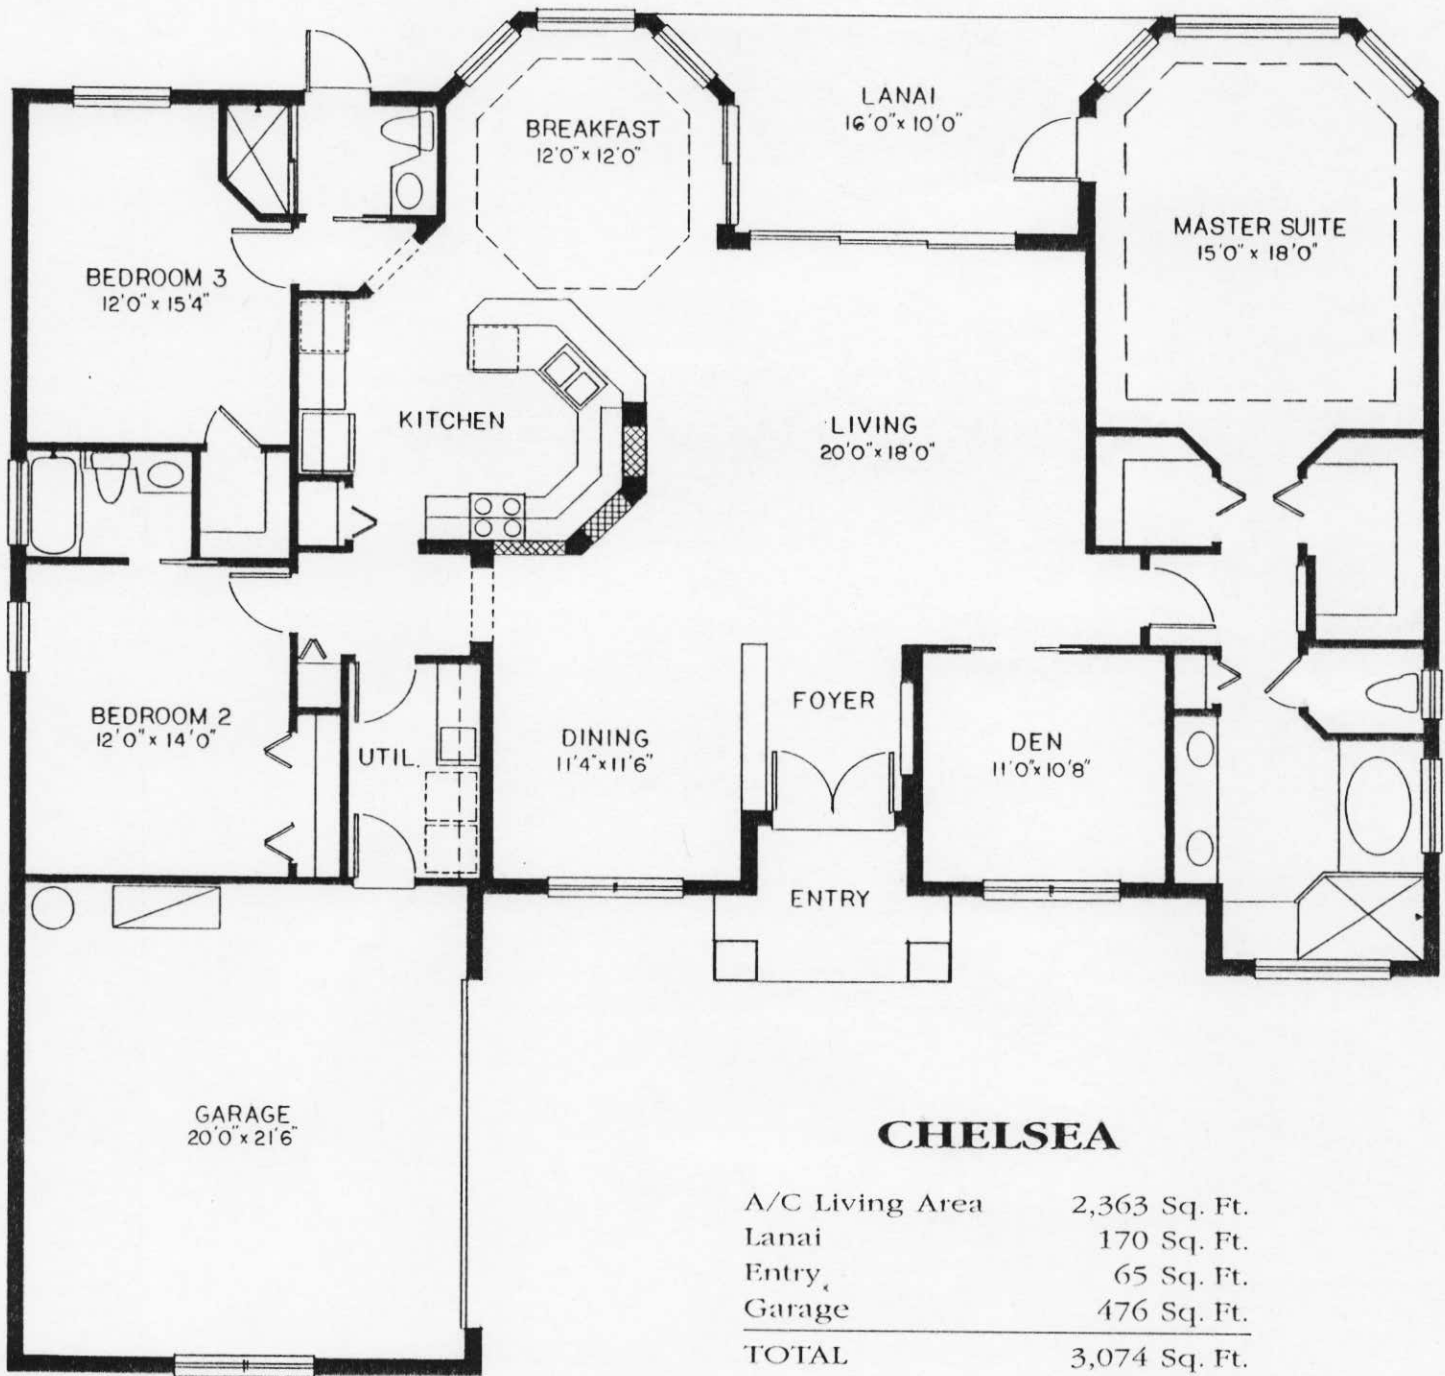 LANAI
16'0" x 10'0"
BREAKFAST
12'0" x 12'0"
MASTER SUITE
15'0" x 18'0"
BEDROOM 3
12'0" x 15'4"
KITCHEN
LIVING
20'0" x 18'0"
FOYER
BEDROOM 2
12'0" x 14'0"
UTIL.
DINING
11'4" x 11'6"
DEN
11'0" x 10'8"
ENTRY
GARAGE
20'0" x 21'6"
CHELSEA
A/C Living Area 2,363 Sq. Ft.
Lanai 170 Sq. Ft.
Entry 65 Sq. Ft.
Garage 476 Sq. Ft.
TOTAL 3,074 Sq. Ft.